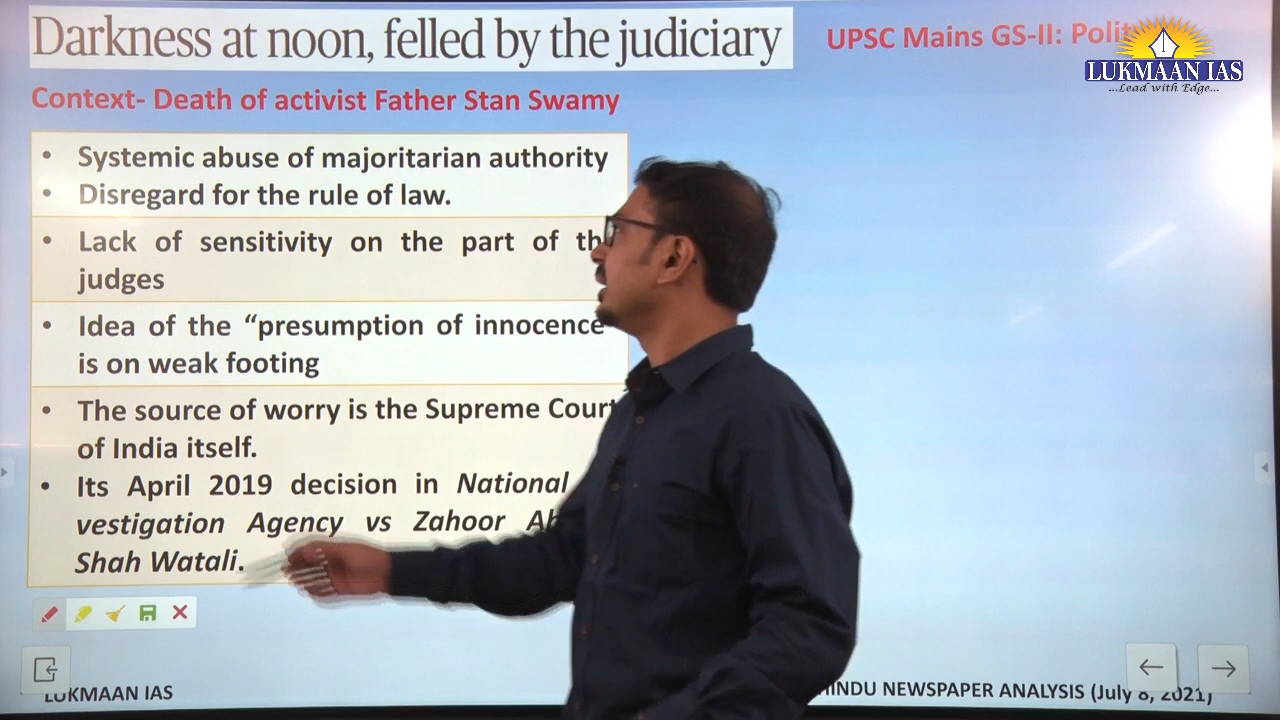 Darkness at noon, felled by the judiciary
UPSC Mains GS-II:
LUKMAAN IAS
...Lead with Edge...
Context- Death of activist Father Stan Swamy
• Systemic abuse of majoritarian authority
• Disregard for the rule of law.
• Lack of sensitivity on the part of
judges
• Idea of the “presumption of innocence
is on weak footing
• The source of worry is the Supreme Court
of India itself.
• Its April 2019 decision in National
vestigation Agency vs Zahoor
Shah Watali.
LUKMAAN IAS
HINDU NEWSPAPER ANALYSIS (July 8, 2021)